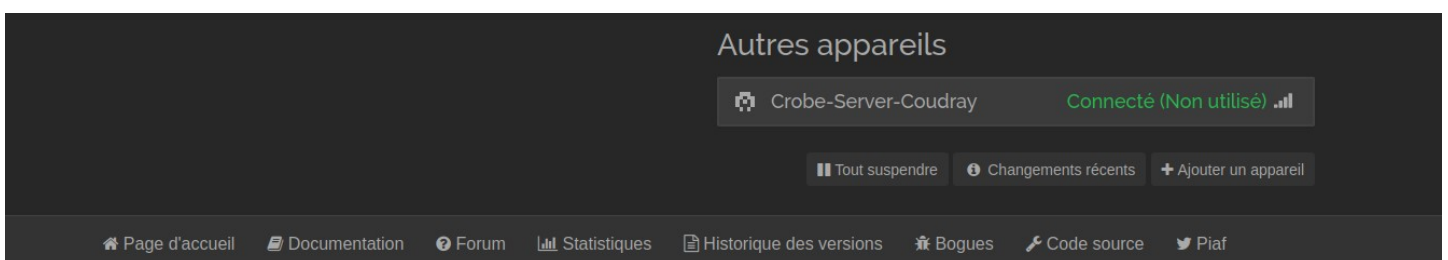 Autres appareils
Crobe-Server-Coudray Connecté (Non utilisé)
Tout suspendre Changements récents Ajouter un appareil
Page d'accueil Documentation Forum Statistiques Historique des versions Bogues Code source Piaf